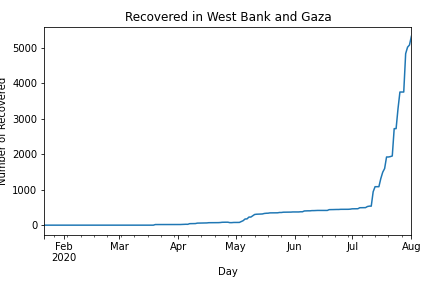 Recovered in West Bank and Gaza
Number of Recovered
5000
4000
3000
2000
1000
0
Feb Mar Apr May Jun Jul Aug
2020
Day